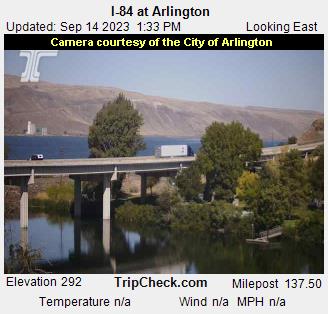 I-84 at Arlington
Updated: Sep 14 2023 1:33 PM Looking East
Camera courtesy of the City of Arlington
Elevation 292 TripCheck.com Milepost 137.50
Temperature n/a Wind n/a MPH n/a